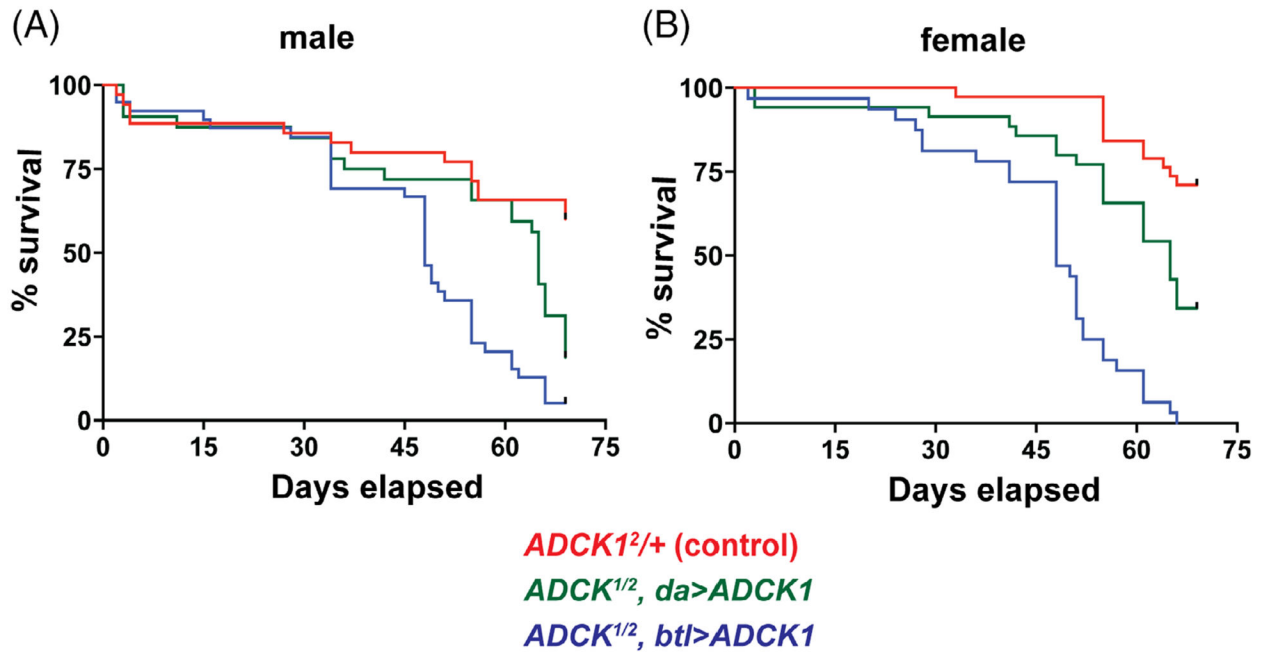 (A) male
(B) female
% survival
100
75
50
25
0
0 15 30 45 60 75
Days elapsed
% survival
100
75
50
25
0
0 15 30 45 60 75
Days elapsed
ADCK1²/+ (control)
ADCK¹/², da>ADCK1
ADCK¹/², btl>ADCK1